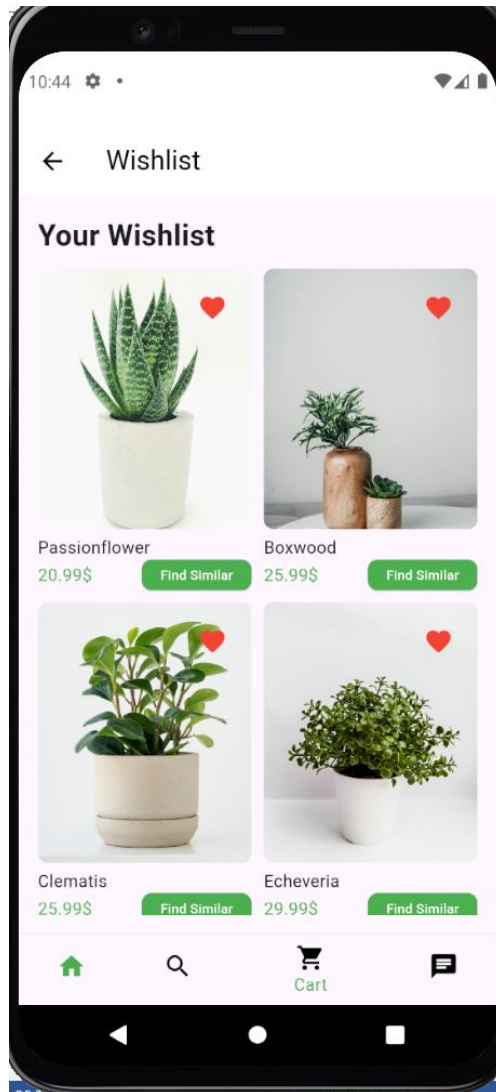 10:44
Wishlist
Your Wishlist
Passionflower
20.99$ Find Similar
Boxwood
25.99$ Find Similar
Clematis
25.99$ Find Similar
Echeveria
29.99$ Find Similar
Cart